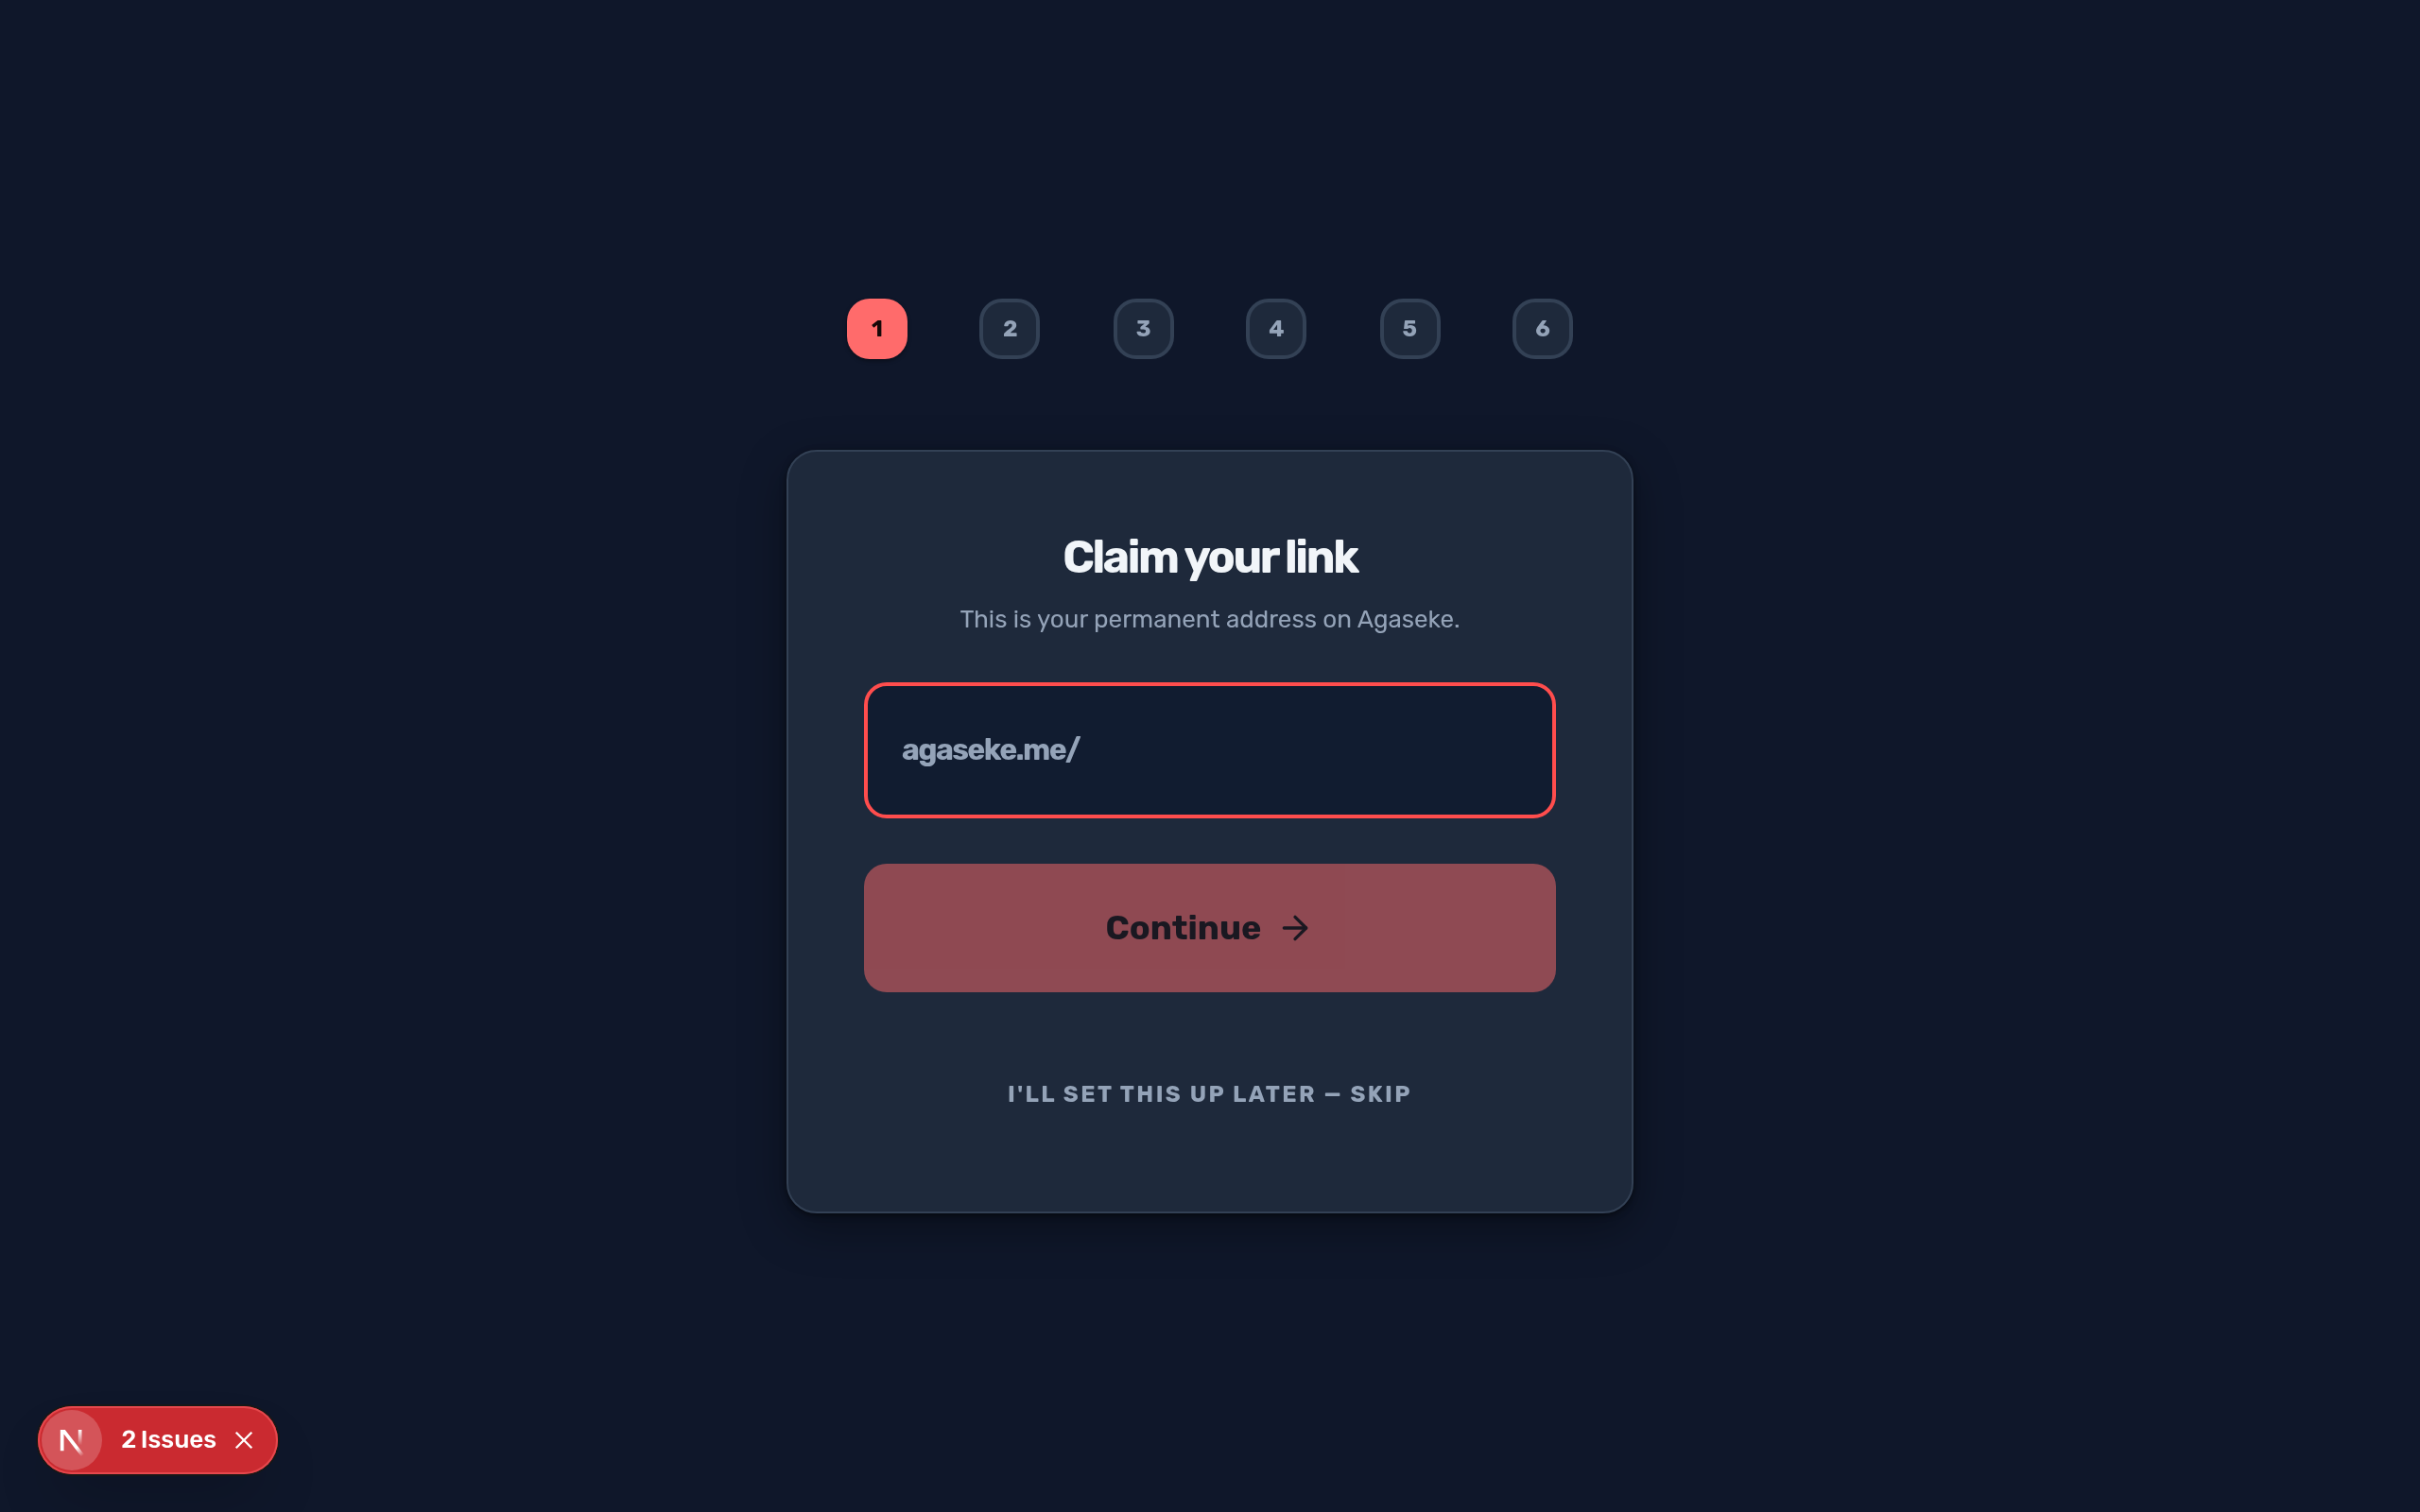 1 2 3 4 5 6
Claim your link
This is your permanent address on Agaseke.
agaseke.me/
Continue →
I'LL SET THIS UP LATER — SKIP
N 2 Issues ×